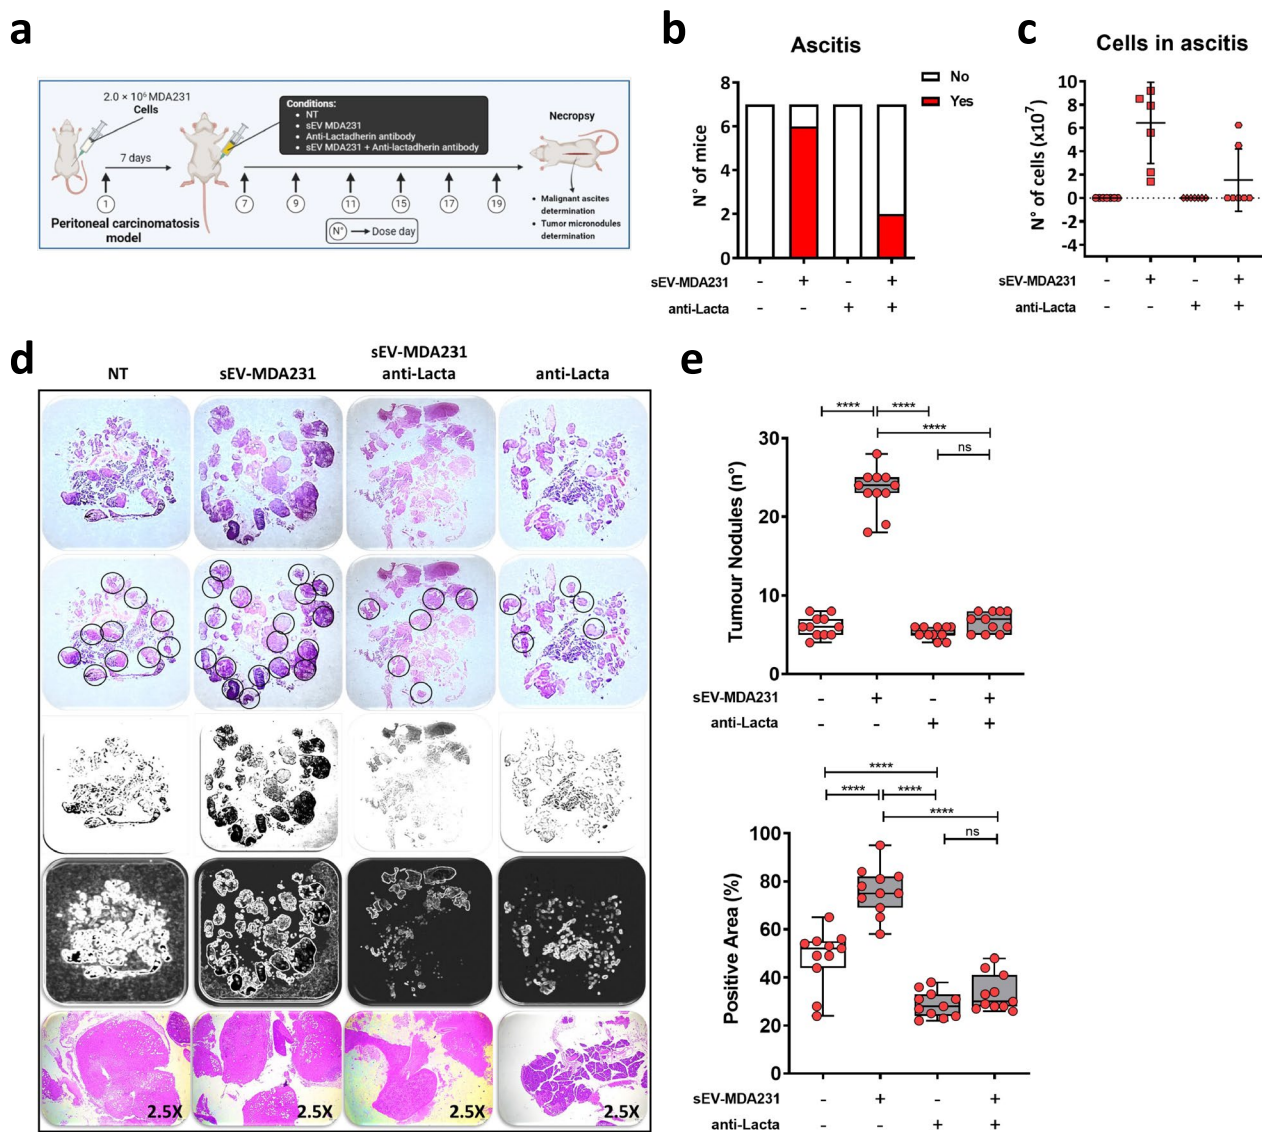 a
2.0 × 10⁶ MDA231
Cells
7 days
Conditions:
• NT
• sEV MDA231
• Anti-Lactadherin antibody
• sEV MDA231 + Anti-lactadherin antibody
Necropsy
1
7
9
11
15
17
19
Peritoneal carcinomatosis
model
N° Dose day
• Malignant ascites
determination
• Tumor micronodules
determination
b
Ascitis
No
Yes
N° of mice
8
6
4
2
0
sEV-MDA231 - + - +
anti-Lacta - - + +
c
Cells in ascitis
N° of cells (x10⁷)
10
8
6
4
2
0
-2
-4
- + - +
- - + +
d
NT
sEV-MDA231
sEV-MDA231
anti-Lacta
anti-Lacta
2.5X
2.5X
2.5X
2.5X
e
**** ****
****
ns
Tumour Nodules (n°)
30
20
10
0
sEV-MDA231 - + - +
anti-Lacta - - + +
****
**** ****
****
ns
Positive Area (%)
100
80
60
40
20
0
sEV-MDA231 - + - +
anti-Lacta - - + +